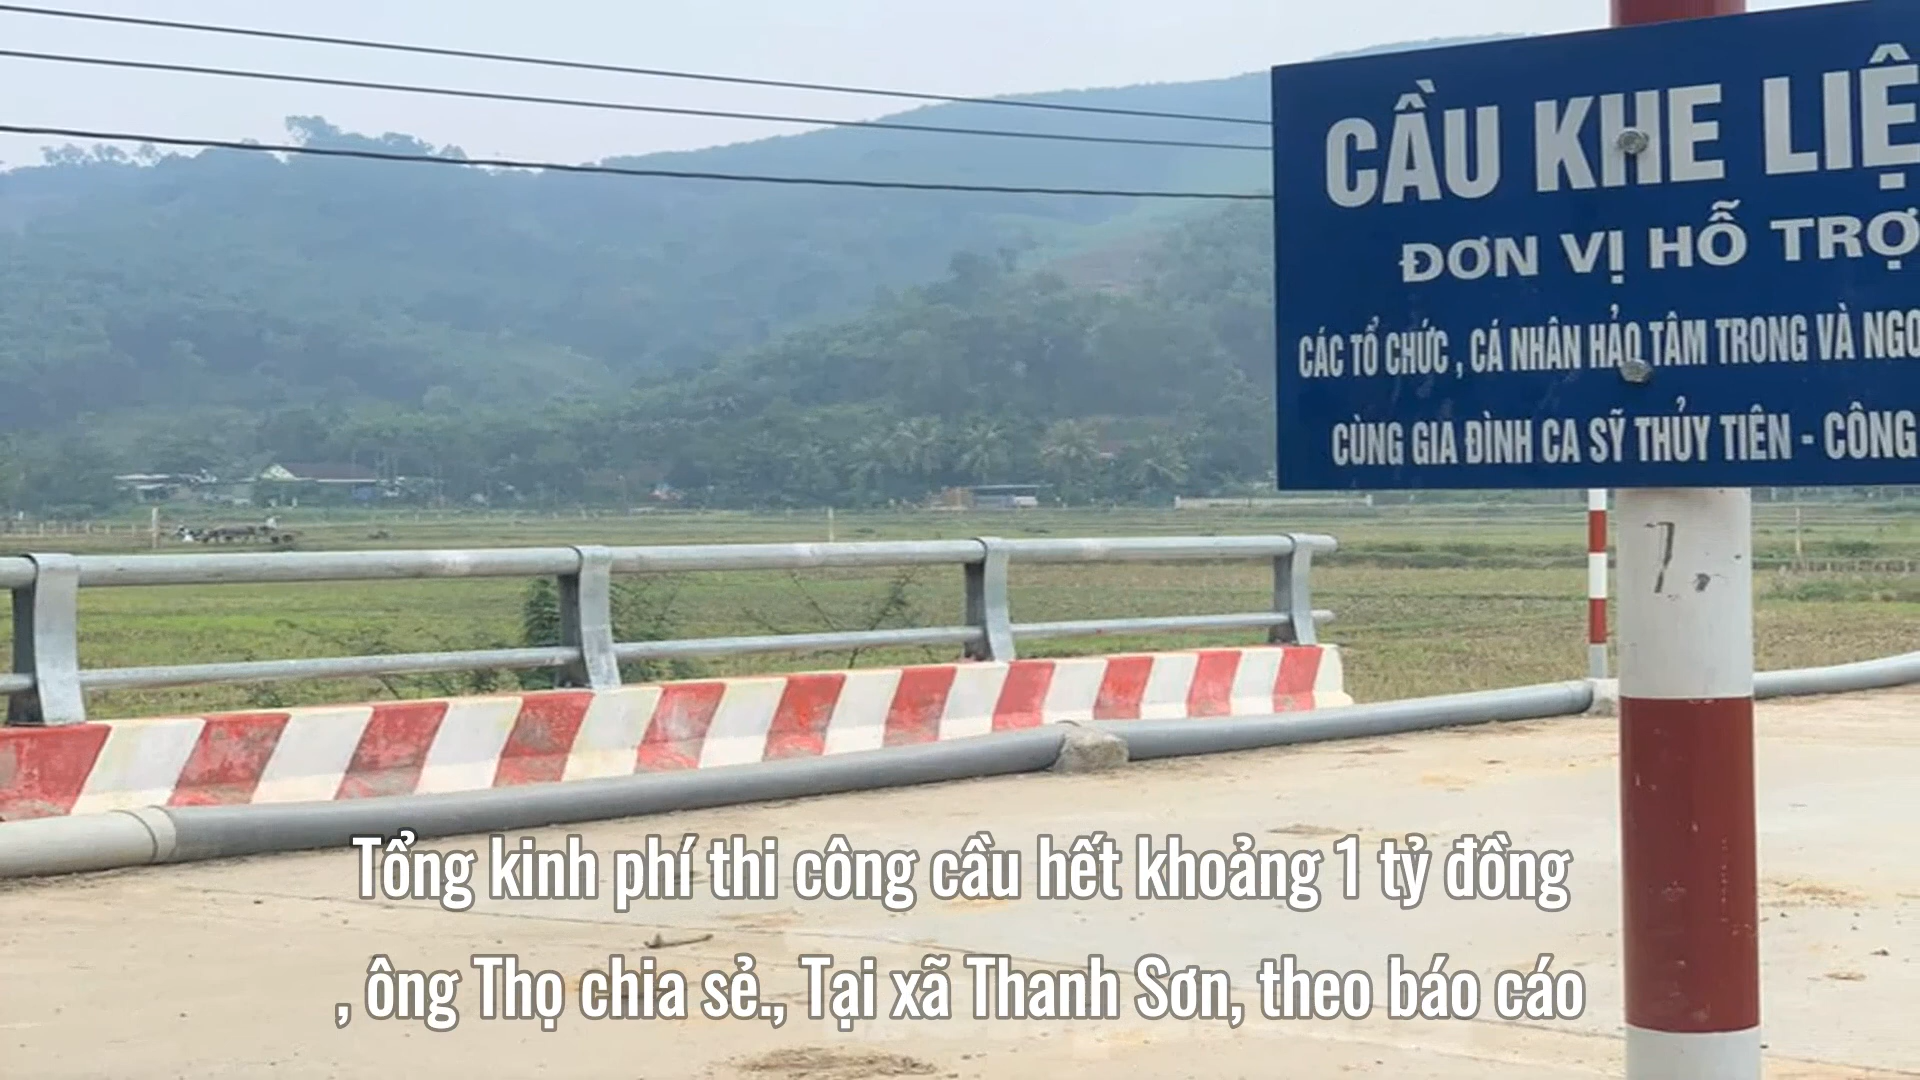 CẦU KHE LIỆ
ĐƠN VỊ HỖ TRỢ
CÁC TỔ CHỨC , CÁ NHÂN HẢO TÂM TRONG VÀ NGO
CÙNG GIA ĐÌNH CA SỸ THỦY TIÊN - CÔNG
Tổng kinh phí thi công cầu hết khoảng 1 tỷ đồng
, ông Thọ chia sẻ., Tại xã Thanh Sơn, theo báo cáo